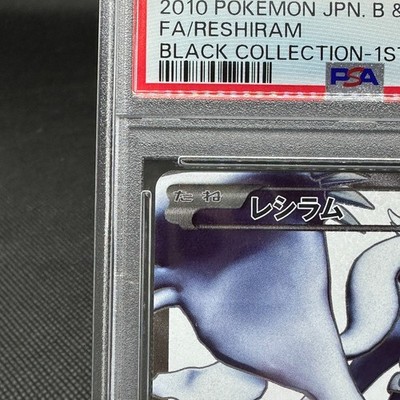 2010 POKEMON JPN. B &
FA/RESHIRAM
BLACK COLLECTION-1ST
PSA
たね
レシラム